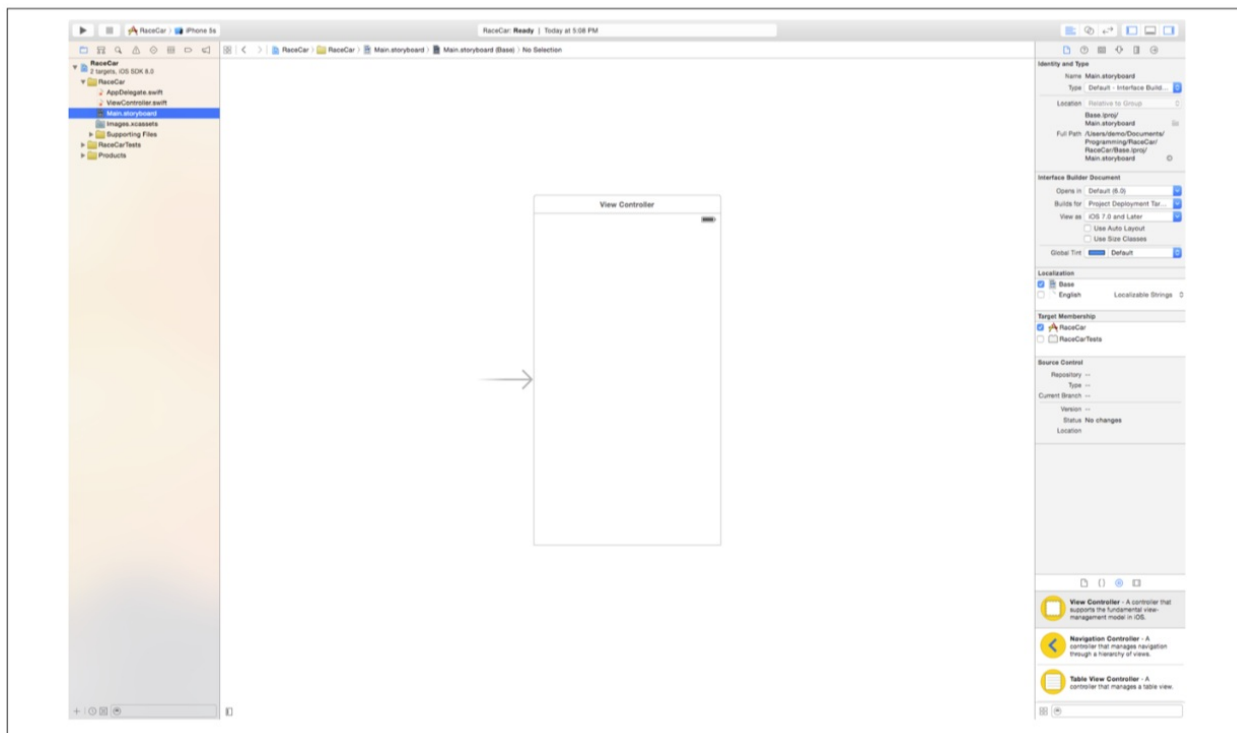 RaceCar
iPhone 5s
RaceCar: Ready | Today at 5:08 PM
RaceCar
RaceCar
Main.storyboard
Main.storyboard (Base)
No Selection
RaceCar
2 targets, iOS SDK 8.0
RaceCar
AppDelegate.swift
ViewController.swift
Main.storyboard
Images.xcassets
Supporting Files
RaceCarTests
Products
View Controller
Identity and Type
Name Main.storyboard
Type Default - Interface Build...
Location Relative to Group
Base.lproj/
Main.storyboard
Full Path /Users/demo/Documents/
Programming/RaceCar/
RaceCar/Base.lproj/
Main.storyboard
Interface Builder Document
Opens in Default (6.0)
Builds for Project Deployment Tar...
View as iOS 7.0 and Later
Use Auto Layout
Use Size Classes
Global Tint Default
Localization
Base
English Localizable Strings
Target Membership
RaceCar
RaceCarTests
Source Control
Repository --
Type --
Current Branch --
Version --
Status No changes
Location
View Controller - A controller that
supports the fundamental view-
management model in iOS.
Navigation Controller - A
controller that manages navigation
through a hierarchy of views.
Table View Controller - A
controller that manages a table view.